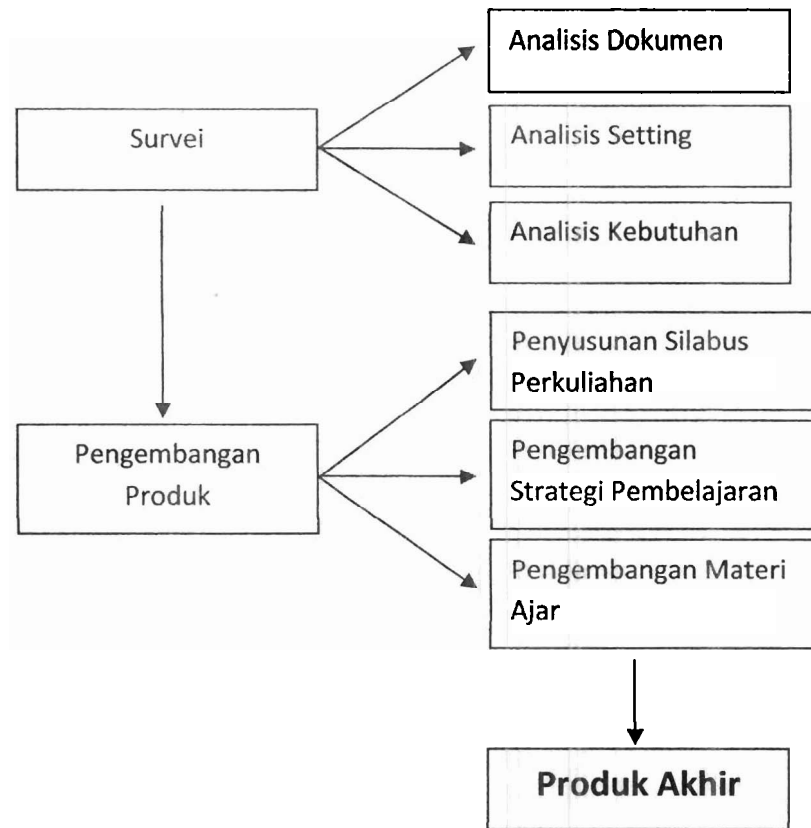 Analisis Dokumen
Survei
Analisis Setting
Analisis Kebutuhan
Penyusunan Silabus
Perkuliahan
Pengembangan
Produk
Pengembangan
Strategi Pembelajaran
Pengembangan Materi
Ajar
Produk Akhir